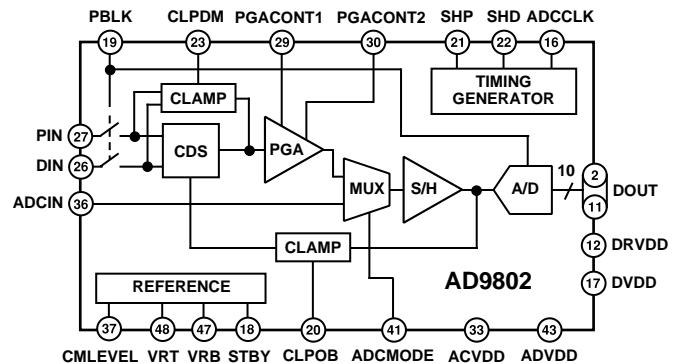 PBLK CLPDM PGACONT1 PGACONT2 SHP SHD ADCCLK
19 23 29 30 21 22 16
TIMING
GENERATOR
CLAMP
PIN 27
DIN 26
CDS
PGA
ADCIN 36
MUX
S/H
A/D
10
2
11
DOUT
12 DRVDD
CLAMP
AD9802
17 DVDD
REFERENCE
37 48 47 18 20 41 33 43
CMLEVEL VRT VRB STBY CLPOB ADCMODE ACVDD ADVDD